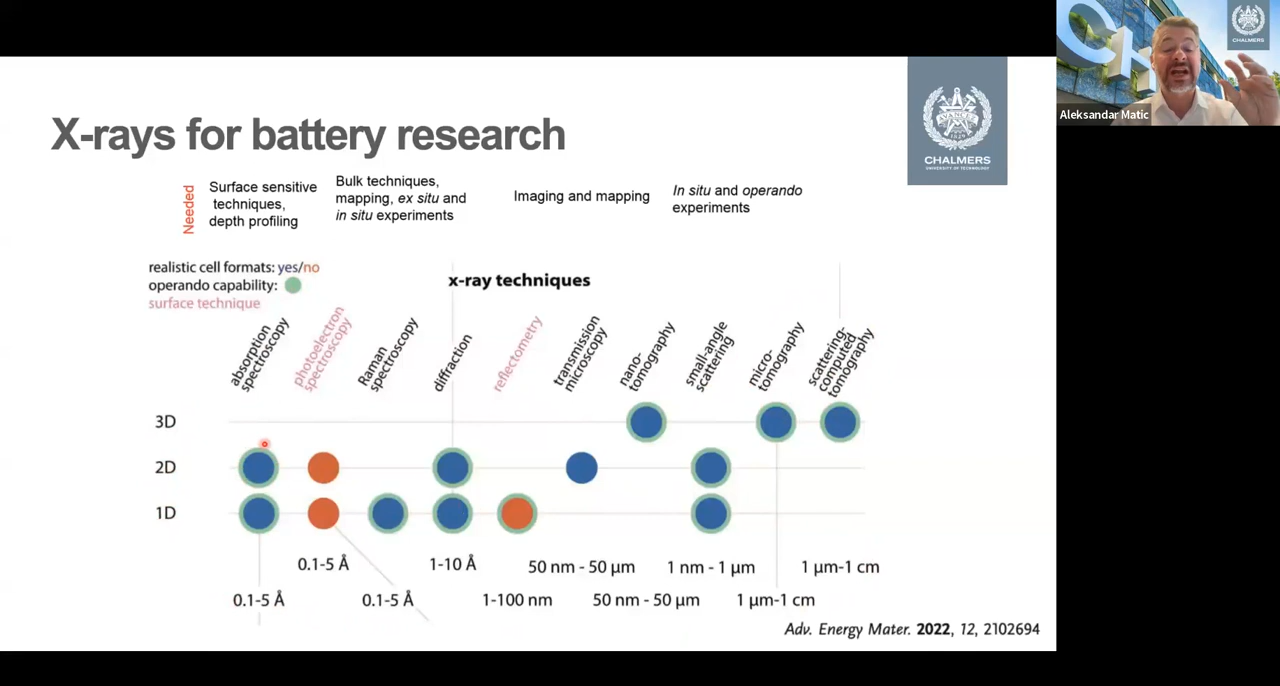 X-rays for battery research
CHALMERS
UNIVERSITY OF TECHNOLOGY
AVANCEZ
CHALMERS
CH
Aleksandar Matic
Needed
Surface sensitive
techniques,
depth profiling
Bulk techniques,
mapping, ex situ and
in situ experiments
Imaging and mapping
In situ and operando
experiments
realistic cell formats: yes/no
operando capability:
surface technique
x-ray techniques
absorption
spectroscopy
photoelectron
spectroscopy
Raman
spectroscopy
diffraction
reflectometry
transmission
microscopy
nano-
tomography
small-angle
scattering
micro-
tomography
scattering-
computed
tomography
3D
2D
1D
0.1-5 Å
1-10 Å
50 nm - 50 µm
1 nm - 1 µm
1 µm-1 cm
0.1-5 Å
0.1-5 Å
1-100 nm
50 nm - 50 µm
1 µm-1 cm
Adv. Energy Mater. 2022, 12, 2102694